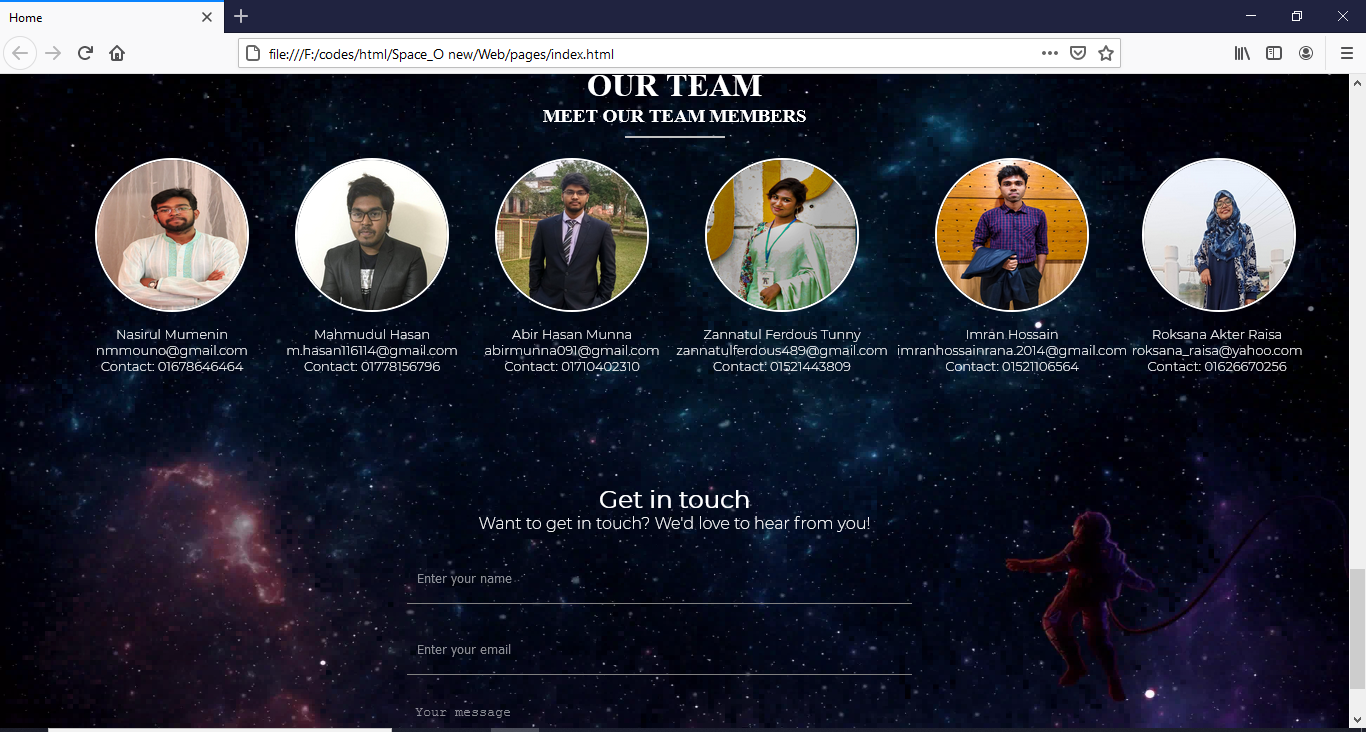 Home
file:///F:/codes/html/Space_O new/Web/pages/index.html
OUR TEAM
MEET OUR TEAM MEMBERS
Nasirul Mumenin
nmmouno@gmail.com
Contact: 01678646464
Mahmudul Hasan
m.hasan116114@gmail.com
Contact: 01778156796
Abir Hasan Munna
abirmunna091@gmail.com
Contact: 01710402310
Zannatul Ferdous Tunny
zannatulferdous489@gmail.com
Contact: 01521443809
Imran Hossain
imranhossainrana.2014@gmail.com
Contact: 01521106564
Roksana Akter Raisa
roksana_raisa@yahoo.com
Contact: 01626670256
Get in touch
Want to get in touch? We'd love to hear from you!
Enter your name
Enter your email
Your message